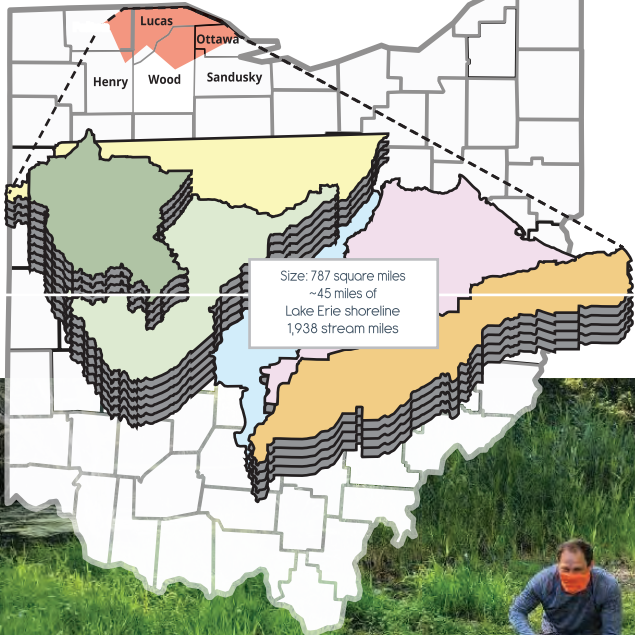 Lucas
Ottawa
Henry
Wood
Sandusky
Size: 787 square miles
~45 miles of
Lake Erie shoreline
1,938 stream miles